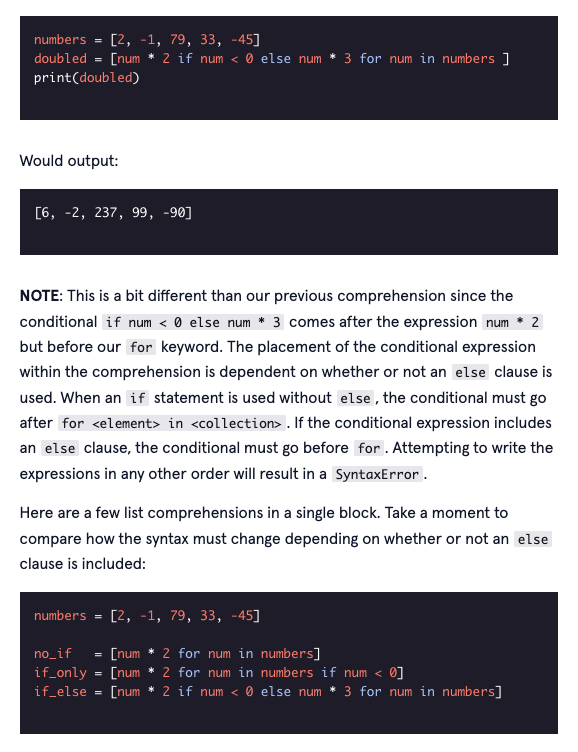 numbers = [2, -1, 79, 33, -45]
doubled = [num * 2 if num < 0 else num * 3 for num in numbers ]
print(doubled)
Would output:
[6, -2, 237, 99, -90]
NOTE: This is a bit different than our previous comprehension since the
conditional if num < 0 else num * 3 comes after the expression num * 2
but before our for keyword. The placement of the conditional expression
within the comprehension is dependent on whether or not an else clause is
used. When an if statement is used without else, the conditional must go
after for <element> in <collection>. If the conditional expression includes
an else clause, the conditional must go before for. Attempting to write the
expressions in any other order will result in a SyntaxError.
Here are a few list comprehensions in a single block. Take a moment to
compare how the syntax must change depending on whether or not an else
clause is included:
numbers = [2, -1, 79, 33, -45]
no_if   = [num * 2 for num in numbers]
if_only = [num * 2 for num in numbers if num < 0]
if_else = [num * 2 if num < 0 else num * 3 for num in numbers]